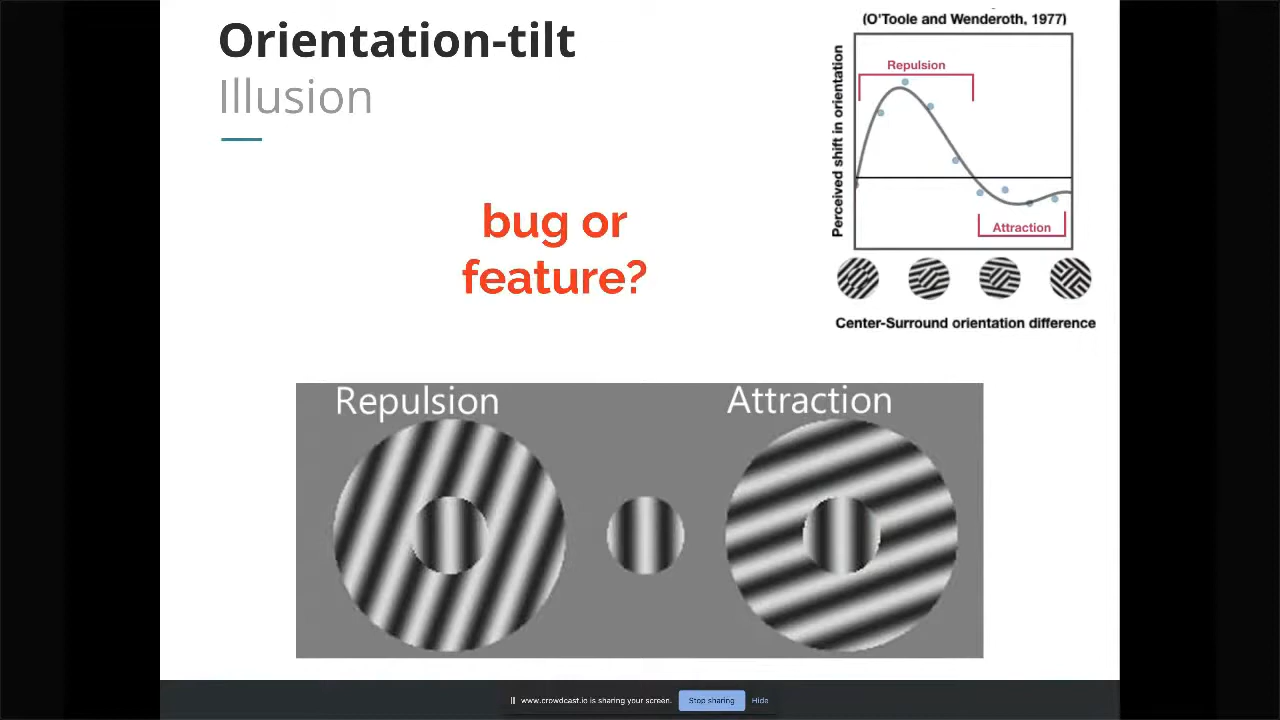 Orientation-tilt
Illusion
bug or
feature?
(O'Toole and Wenderoth, 1977)
Perceived shift in orientation
Repulsion
Attraction
Center-Surround orientation difference
Repulsion
Attraction
www.crowdcast.io is sharing your screen.
Stop sharing
Hide